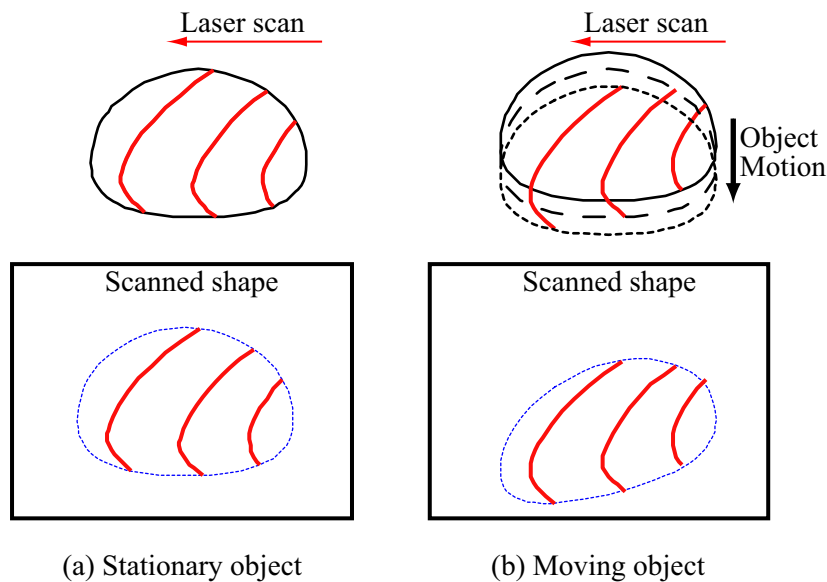 Laser scan
Laser scan
Object
Motion
Scanned shape
Scanned shape
(a) Stationary object
(b) Moving object